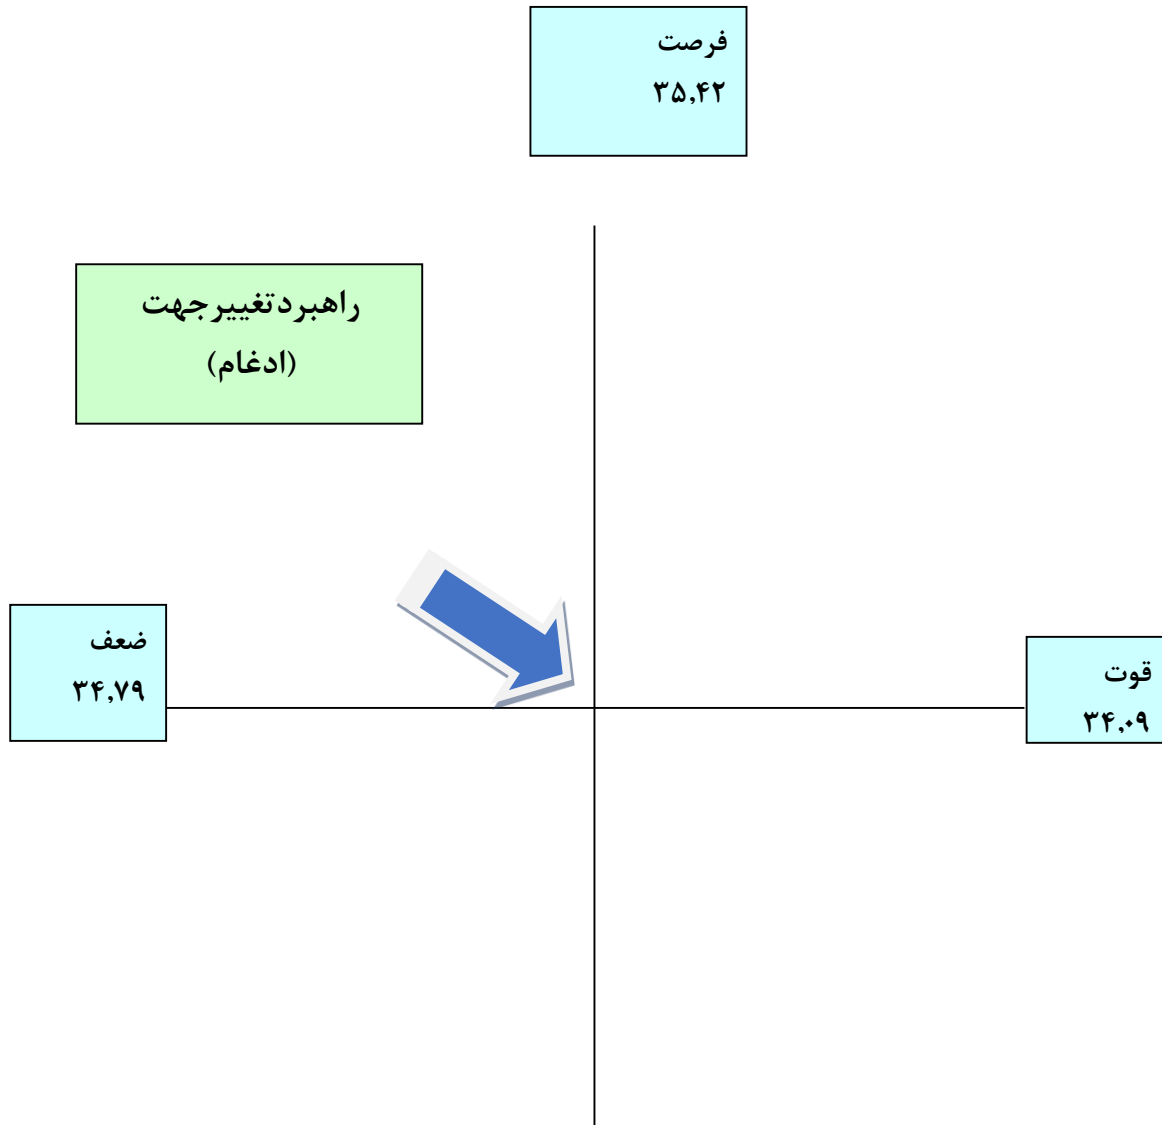 فرصت
۳۵,۴۲
راهبردتغییرجهت
(ادغام)
ضعف
۳۴,۷۹
قوت
۳۴,۰۹